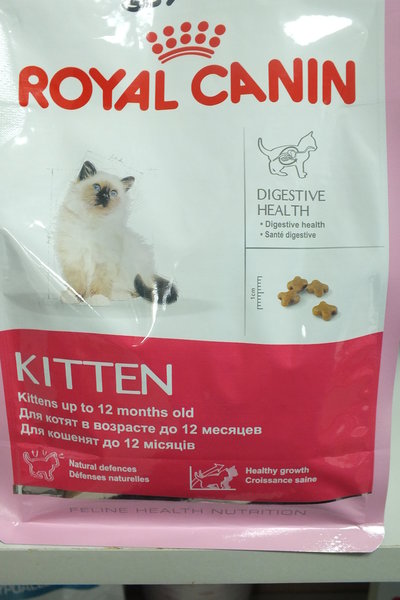 ROYAL CANIN
DIGESTIVE
HEALTH
• Digestive health
• Santé digestive
1cm
KITTEN
Kittens up to 12 months old
Для котят в возрасте до 12 месяцев
Для кошенят до 12 місяців
Natural defences
Défenses naturelles
Healthy growth
Croissance saine
FELINE HEALTH NUTRITION